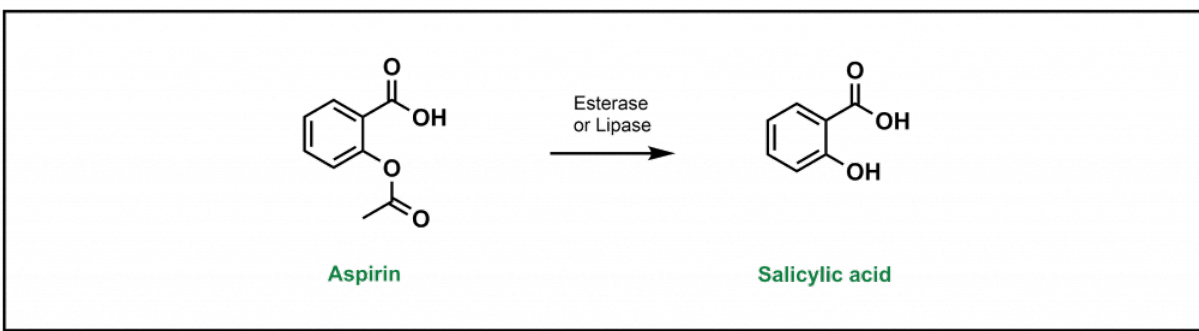 O
OH
O
O
Esterase
or Lipase
O
OH
OH
Aspirin
Salicylic acid